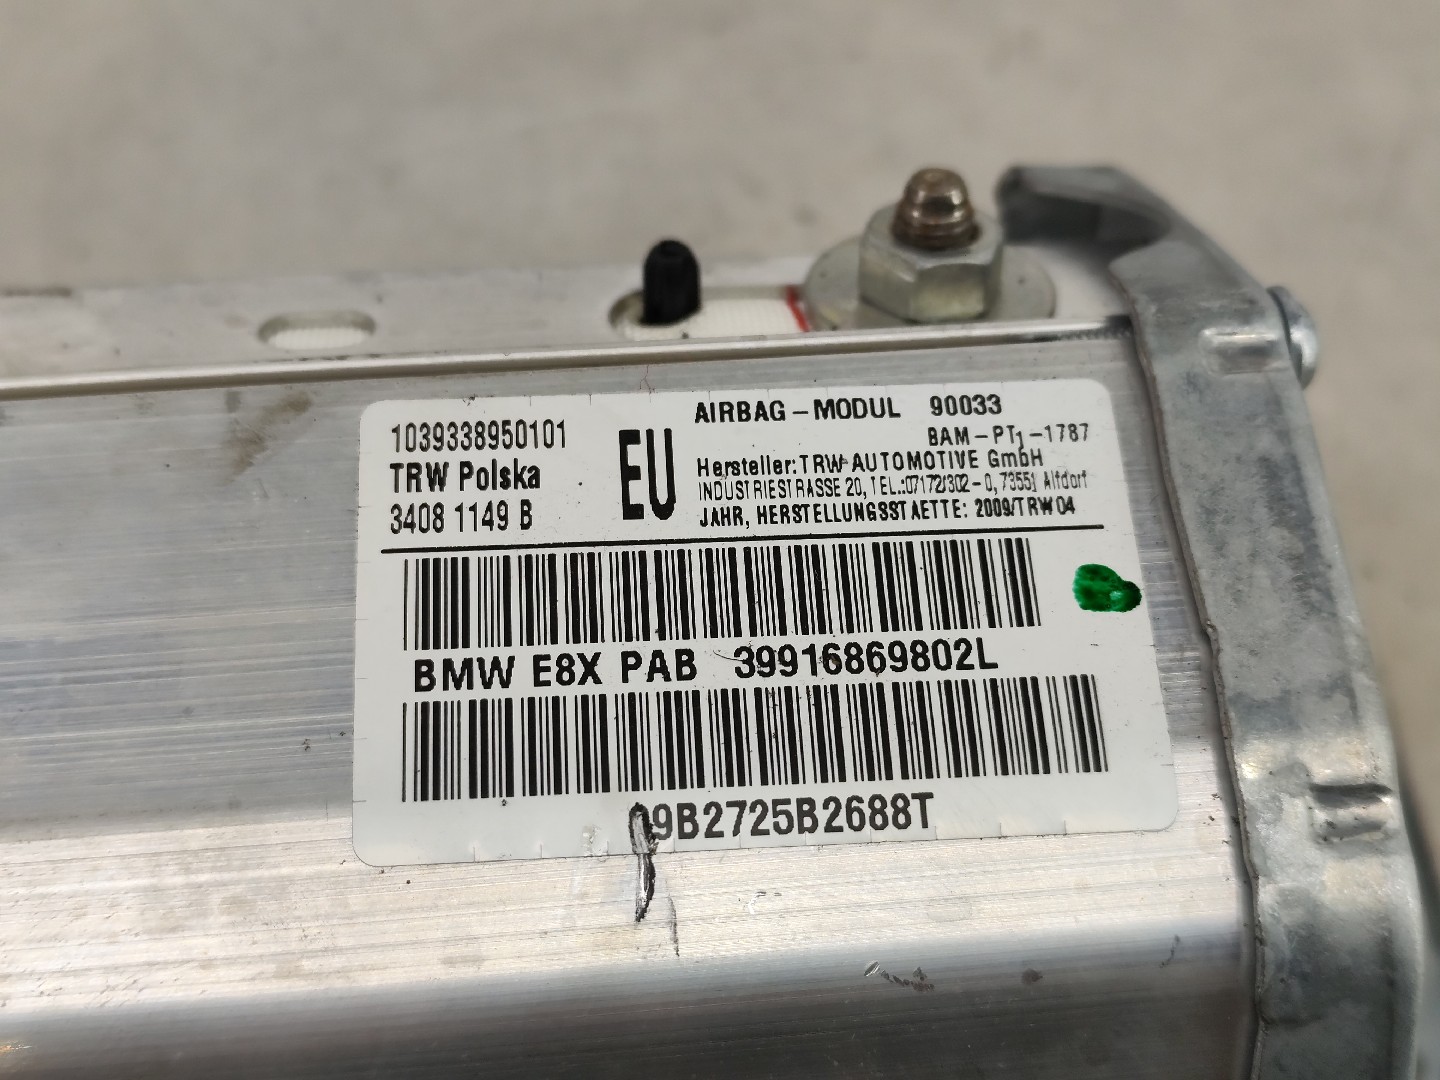 1039338950101
TRW Polska
3408 1149 B
EU
AIRBAG-MODUL 90033
BAM-PT1-1787
Hersteller: TRW AUTOMOTIVE GmbH
INDUSTRIESTRASSE 20, TEL.:07172/302-0, 73551 Alfdorf
JAHR, HERSTELLUNGSSTAETTE: 2009/TRW04
BMW E8X PAB 39916869802L
09B2725B2688T